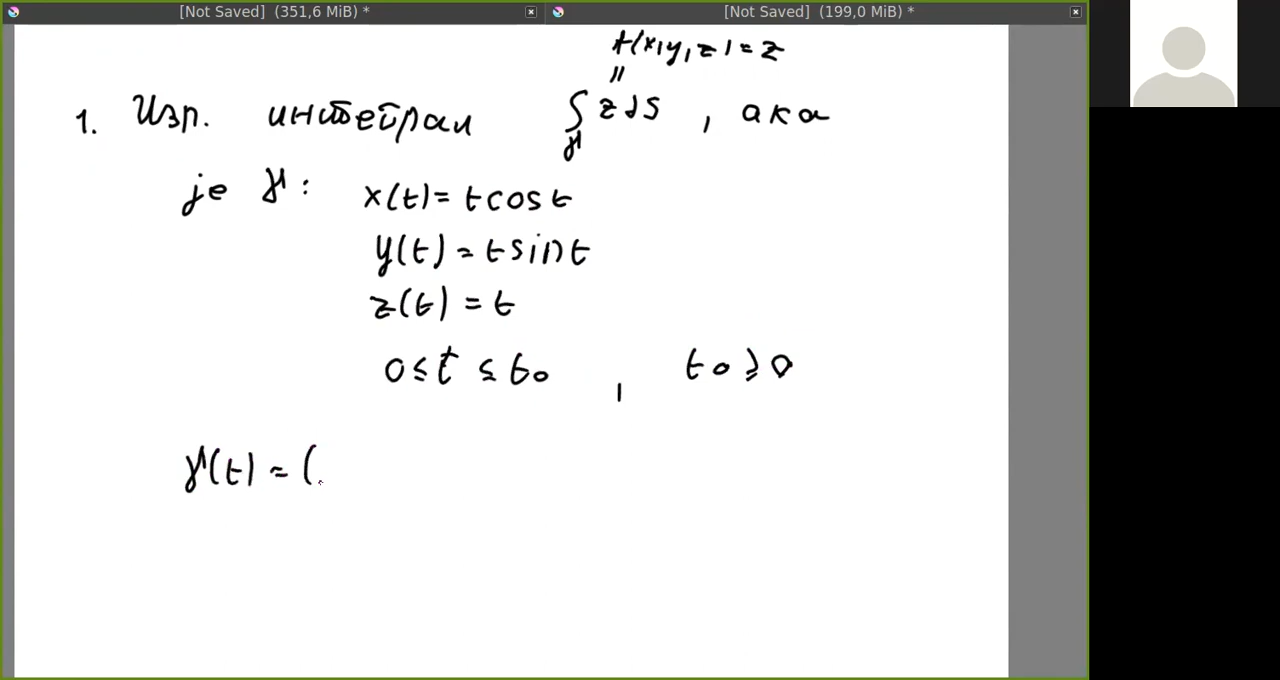 [Not Saved] (351,6 MiB) *
[Not Saved] (199,0 MiB) *
f(x,y,z) = z
||
1. Изр. интеграл ∫γ z ds , ако
је γ: x(t) = t cos t
y(t) = t sin t
z(t) = t
0 ≤ t ≤ t0 , t0 ≥ 0
γ(t) = (